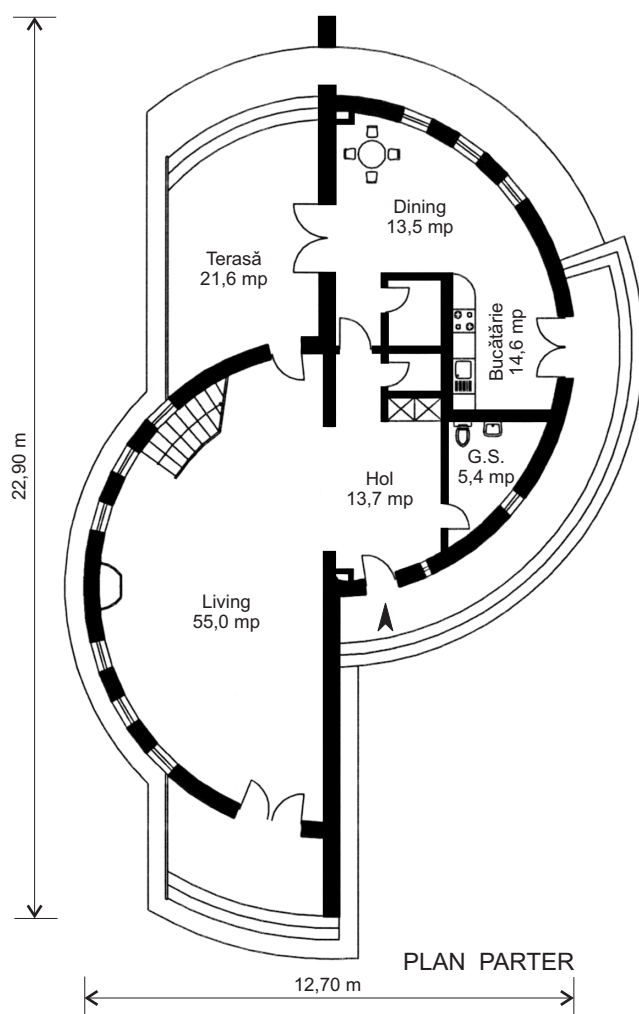 Dining
13,5 mp
Terasă
21,6 mp
Bucătărie
14,6 mp
G.S.
5,4 mp
Hol
13,7 mp
Living
55,0 mp
22,90 m
PLAN PARTER
12,70 m